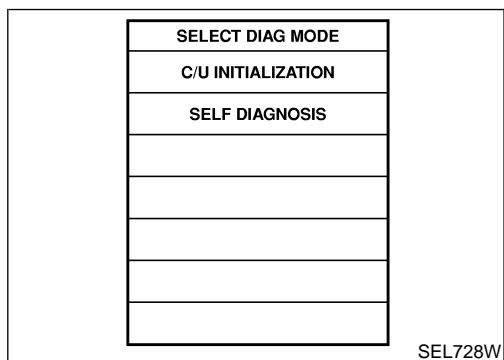 SELECT DIAG MODE
C/U INITIALIZATION
SELF DIAGNOSIS
SEL728W